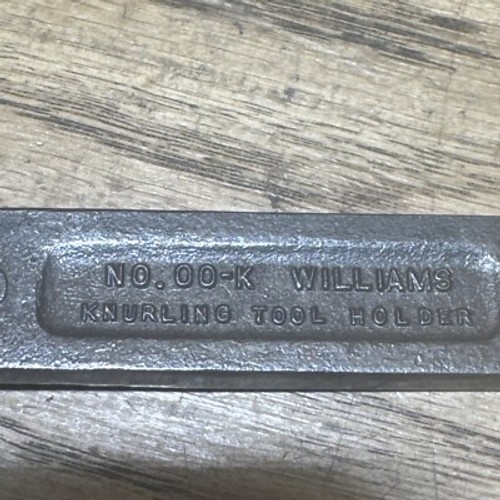 NO. 00-K WILLIAMS
KNURLING TOOL HOLDER